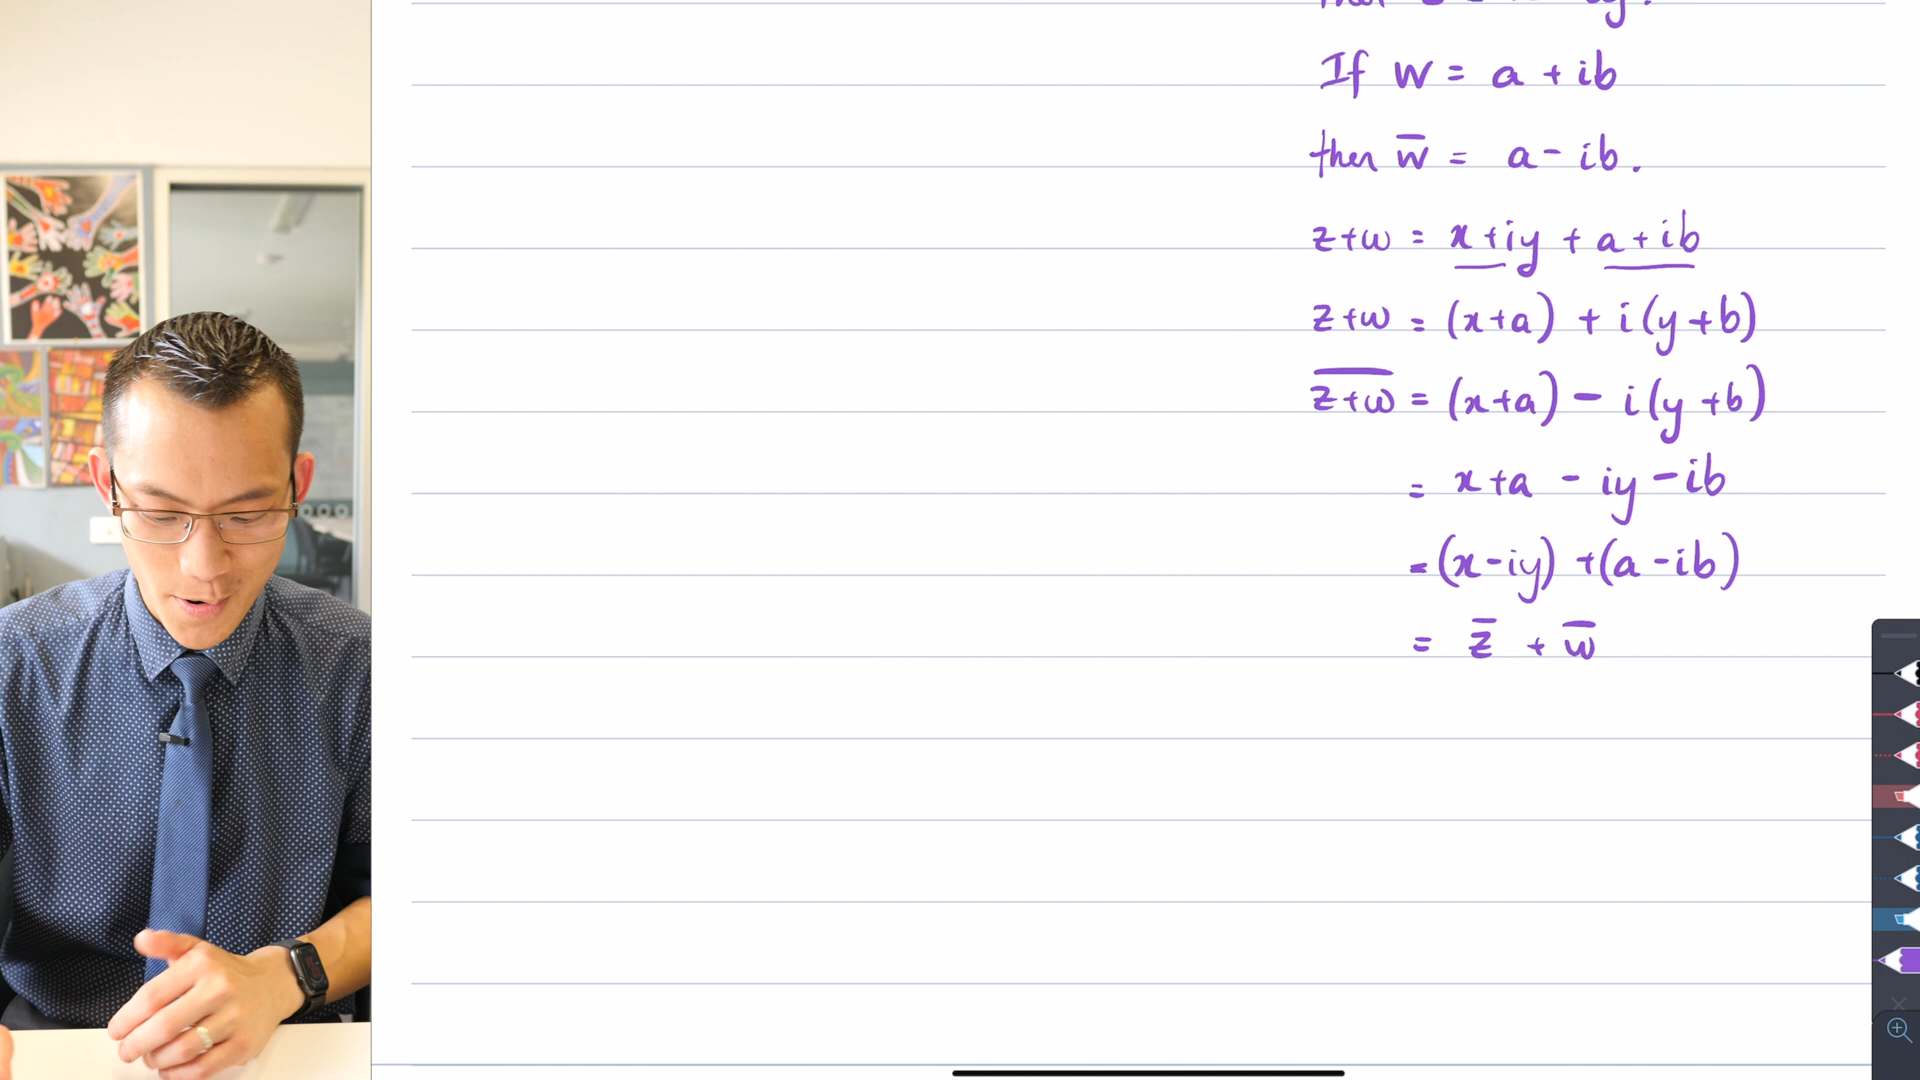 If w = a + ib
then w̅ = a - ib.
z+w = x+iy + a+ib
z+w = (x+a) + i(y+b)
z̅+̅w̅ = (x+a) - i(y+b)
= x+a - iy - ib
= (x-iy) + (a-ib)
= z̅ + w̅